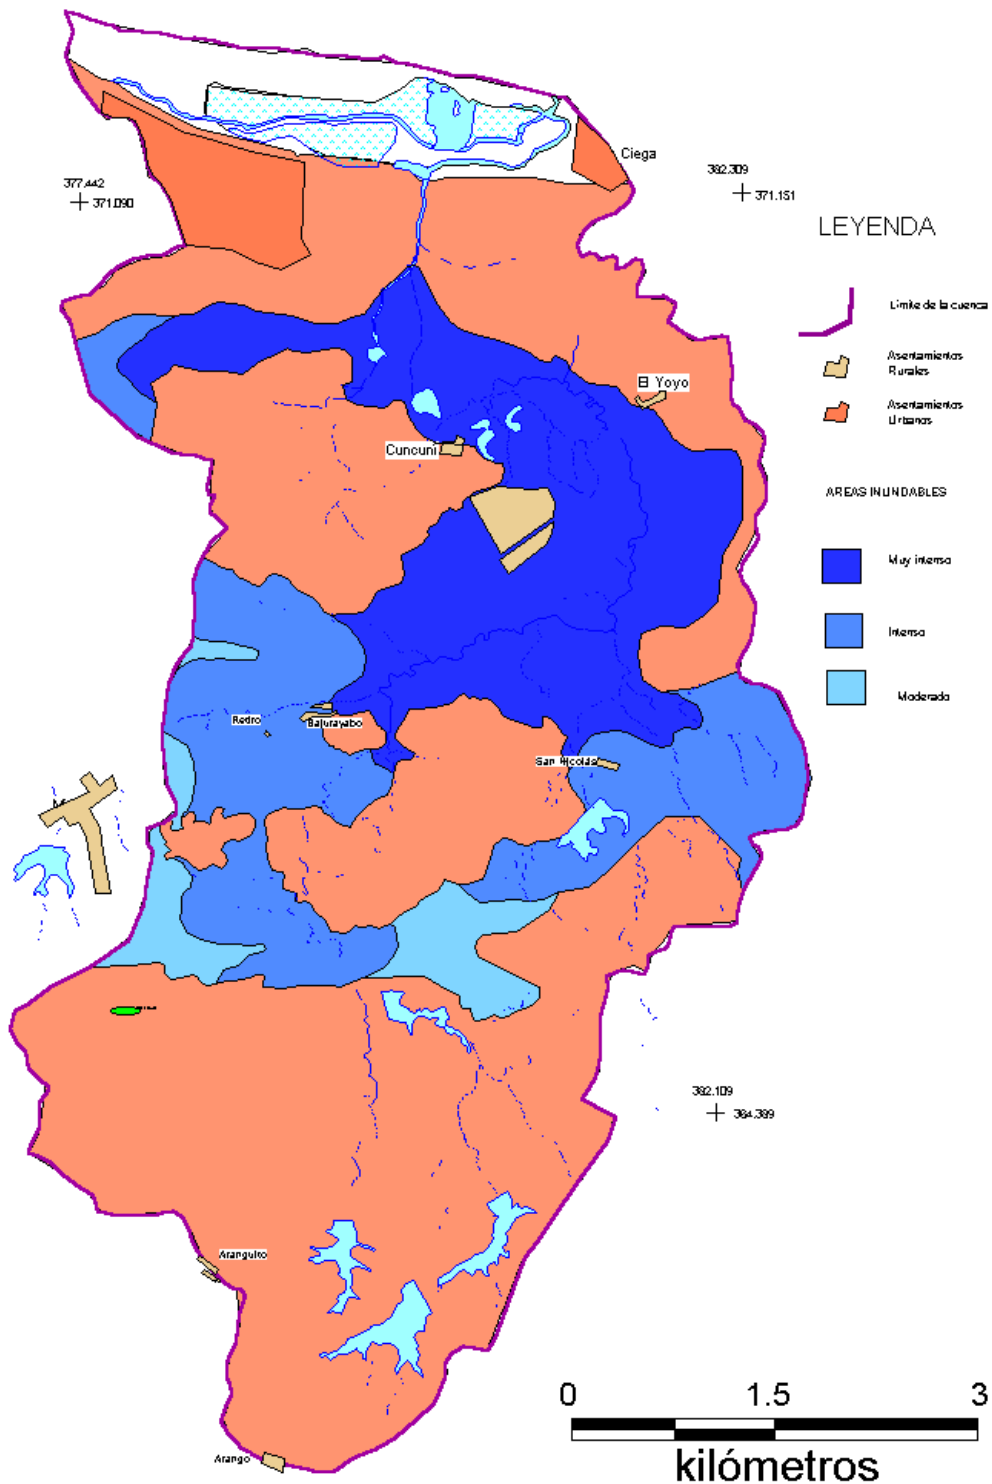 Ciega
377.442
371.090
382.309
371.151
LEYENDA
Limite de la cuenca
Asentamientos
Rurales
Asentamientos
Urbanos
El Yoyo
Cuncuní
AREAS INUNDABLES
Muy intenso
Intenso
Moderado
Retiro
Bajurayabo
San Nicolás
382.109
364.389
Aranguito
Arango
0 1.5 3
kilómetros